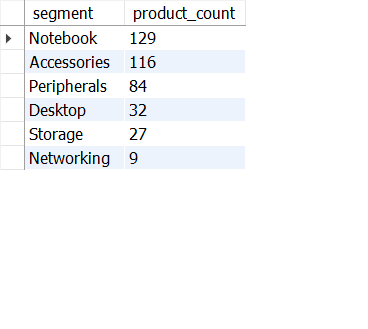 segment product_count
Notebook 129
Accessories 116
Peripherals 84
Desktop 32
Storage 27
Networking 9